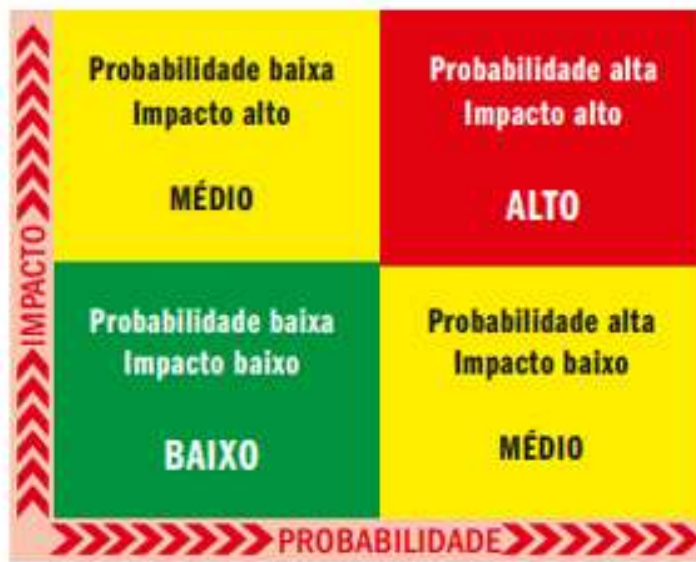 Probabilidade baixa
Impacto alto
MÉDIO
Probabilidade alta
Impacto alto
ALTO
IMPACTO
Probabilidade baixa
Impacto baixo
BAIXO
Probabilidade alta
Impacto baixo
MÉDIO
PROBABILIDADE